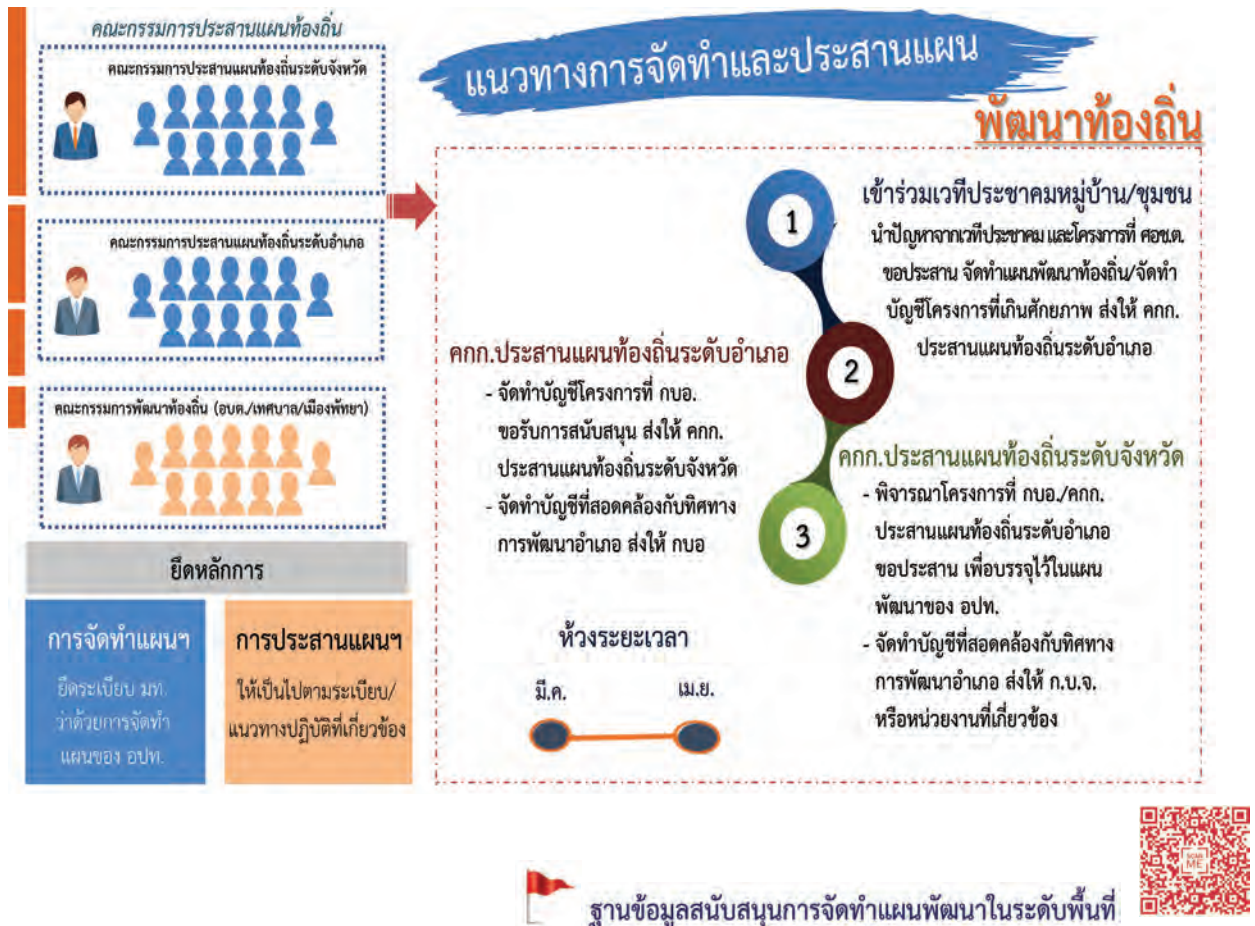 คณะกรรมการประสานแผนท้องถิ่น
คณะกรรมการประสานแผนท้องถิ่นระดับจังหวัด
คณะกรรมการประสานแผนท้องถิ่นระดับอำเภอ
คณะกรรมการพัฒนาท้องถิ่น (อบต./เทศบาล/เมืองพัทยา)
ยึดหลักการ
การจัดทำแผนฯ
ยึดระเบียบ มท.
ว่าด้วยการจัดทำ
แผนของ อปท.
การประสานแผนฯ
ให้เป็นไปตามระเบียบ/
แนวทางปฏิบัติที่เกี่ยวข้อง
แนวทางการจัดทำและประสานแผน
พัฒนาท้องถิ่น
1
เข้าร่วมเวทีประชาคมหมู่บ้าน/ชุมชน
นำปัญหาจากเวทีประชาคม และโครงการที่ ศอช.ต.
ขอประสาน จัดทำแผนพัฒนาท้องถิ่น/จัดทำ
บัญชีโครงการที่เกินศักยภาพ ส่งให้ คกก.
ประสานแผนท้องถิ่นระดับอำเภอ
2
คกก.ประสานแผนท้องถิ่นระดับอำเภอ
- จัดทำบัญชีโครงการที่ กบอ.
ขอรับการสนับสนุน ส่งให้ คกก.
ประสานแผนท้องถิ่นระดับจังหวัด
- จัดทำบัญชีที่สอดคล้องกับทิศทาง
การพัฒนาอำเภอ ส่งให้ กบอ
3
คกก.ประสานแผนท้องถิ่นระดับจังหวัด
- พิจารณาโครงการที่ กบอ./คกก.
ประสานแผนท้องถิ่นระดับอำเภอ
ขอประสาน เพื่อบรรจุไว้ในแผน
พัฒนาของ อปท.
- จัดทำบัญชีที่สอดคล้องกับทิศทาง
การพัฒนาอำเภอ ส่งให้ ก.บ.จ.
หรือหน่วยงานที่เกี่ยวข้อง
ห้วงระยะเวลา
มี.ค. เม.ย.
SCAN
ME
ฐานข้อมูลสนับสนุนการจัดทำแผนพัฒนาในระดับพื้นที่